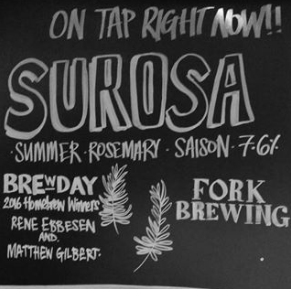 ON TAP RIGHT NOW!!
SUROSA
· SUMMER · ROSEMARY · SAISON · 7.6%
BREWDAY
2016 Homebrew Winners
RENE EBBESEN
AND
MATTHEW GILBERT.
FORK
BREWING